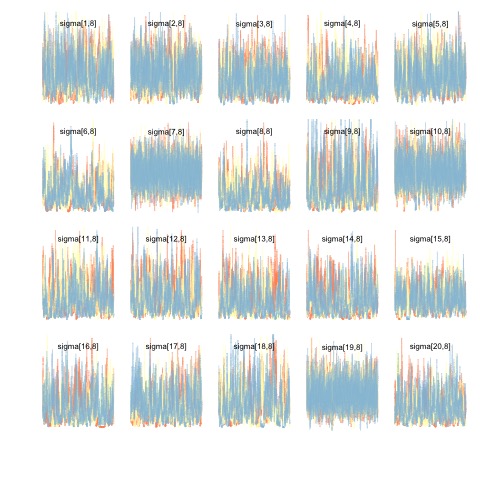 sigma[1,8] sigma[2,8] sigma[3,8] sigma[4,8] sigma[5,8]
sigma[6,8] sigma[7,8] sigma[8,8] sigma[9,8] sigma[10,8]
sigma[11,8] sigma[12,8] sigma[13,8] sigma[14,8] sigma[15,8]
sigma[16,8] sigma[17,8] sigma[18,8] sigma[19,8] sigma[20,8]